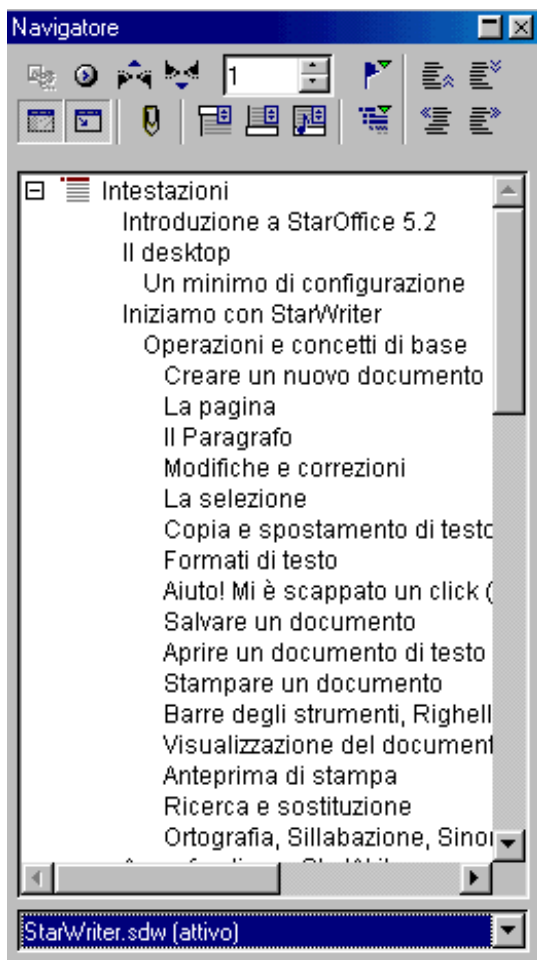 Navigatore
1
Intestazioni
Introduzione a StarOffice 5.2
Il desktop
Un minimo di configurazione
Iniziamo con StarWriter
Operazioni e concetti di base
Creare un nuovo documento
La pagina
Il Paragrafo
Modifiche e correzioni
La selezione
Copia e spostamento di testo
Formati di testo
Aiuto! Mi è scappato un click (
Salvare un documento
Aprire un documento di testo
Stampare un documento
Barre degli strumenti, Righell
Visualizzazione del document
Anteprima di stampa
Ricerca e sostituzione
Ortografia, Sillabazione, Sinon
StarWriter.sdw (attivo)